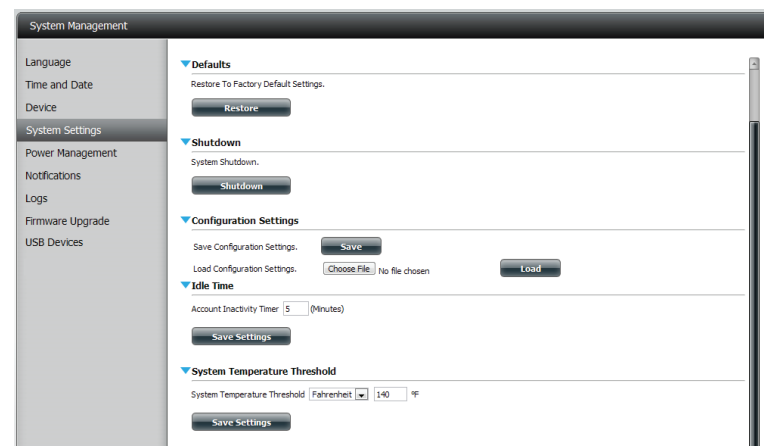 System Management
Language
Time and Date
Device
System Settings
Power Management
Notifications
Logs
Firmware Upgrade
USB Devices
Defaults
Restore To Factory Default Settings.
Restore
Shutdown
System Shutdown.
Shutdown
Configuration Settings
Save Configuration Settings. Save
Load Configuration Settings. Choose File No file chosen Load
Idle Time
Account Inactivity Timer 5 (Minutes)
Save Settings
System Temperature Threshold
System Temperature Threshold Fahrenheit 140 °F
Save Settings